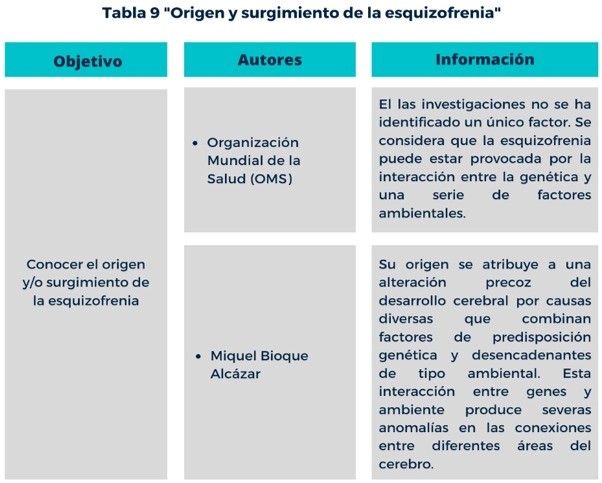 Tabla 9 "Origen y surgimiento de la esquizofrenia"
Objetivo
Autores
Información
Conocer el origen
y/o surgimiento de
la esquizofrenia
• Organización
Mundial de la
Salud (OMS)
El las investigaciones no se ha
identificado un único factor. Se
considera que la esquizofrenia
puede estar provocada por la
interacción entre la genética y
una serie de factores
ambientales.
• Miquel Bioque
Alcázar
Su origen se atribuye a una
alteración precoz del
desarrollo cerebral por causas
diversas que combinan
factores de predisposición
genética y desencadenantes
de tipo ambiental. Esta
interacción entre genes y
ambiente produce severas
anomalías en las conexiones
entre diferentes áreas del
cerebro.